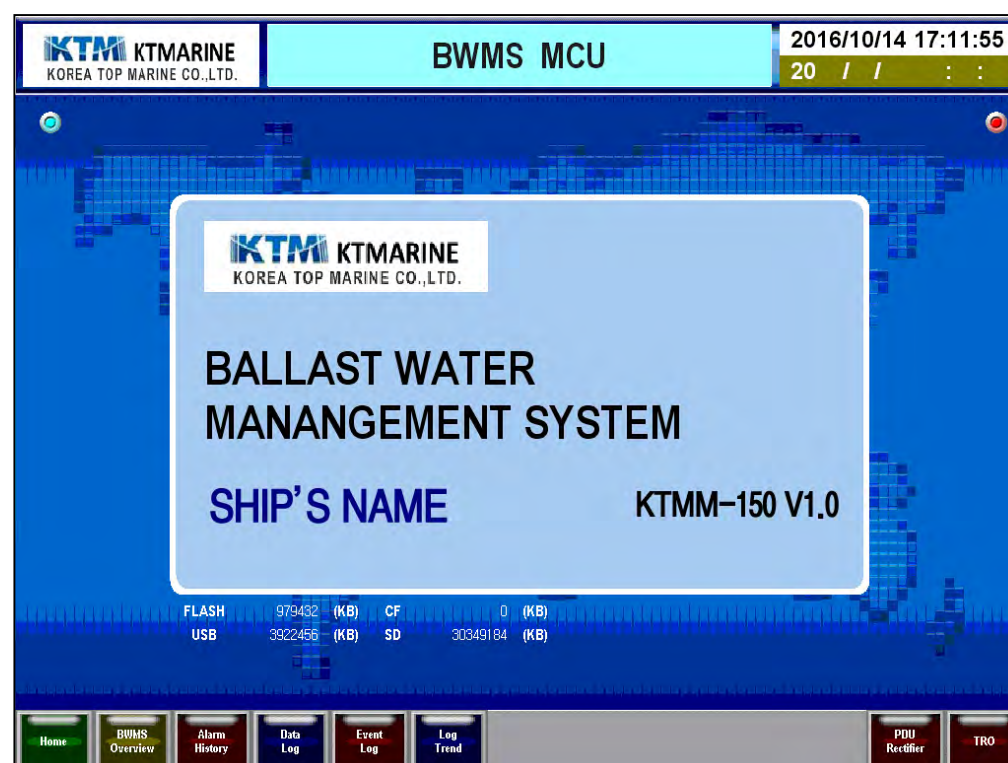 KTM KTMARINE
KOREA TOP MARINE CO.,LTD.
BWMS MCU
2016/10/14 17:11:55
20 / / : :
KTM KTMARINE
KOREA TOP MARINE CO.,LTD.
BALLAST WATER
MANANGEMENT SYSTEM
SHIP'S NAME
KTMM-150 V1.0
FLASH 979432 (KB) CF 0 (KB)
USB 3922456 (KB) SD 30349184 (KB)
Home
BWMS
Overview
Alarm
History
Data
Log
Event
Log
Log
Trend
PDU
Rectifier
TRO